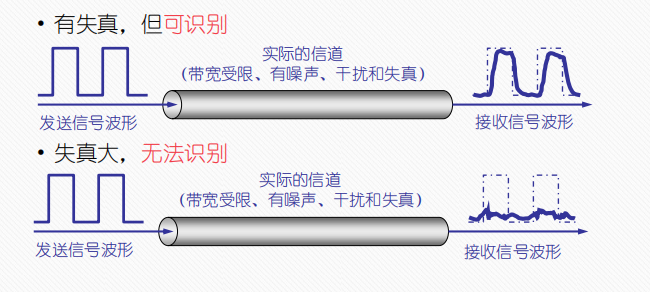 • 有失真，但可识别
实际的信道
(带宽受限、有噪声、干扰和失真)
发送信号波形
接收信号波形
• 失真大，无法识别
实际的信道
(带宽受限、有噪声、干扰和失真)
发送信号波形
接收信号波形